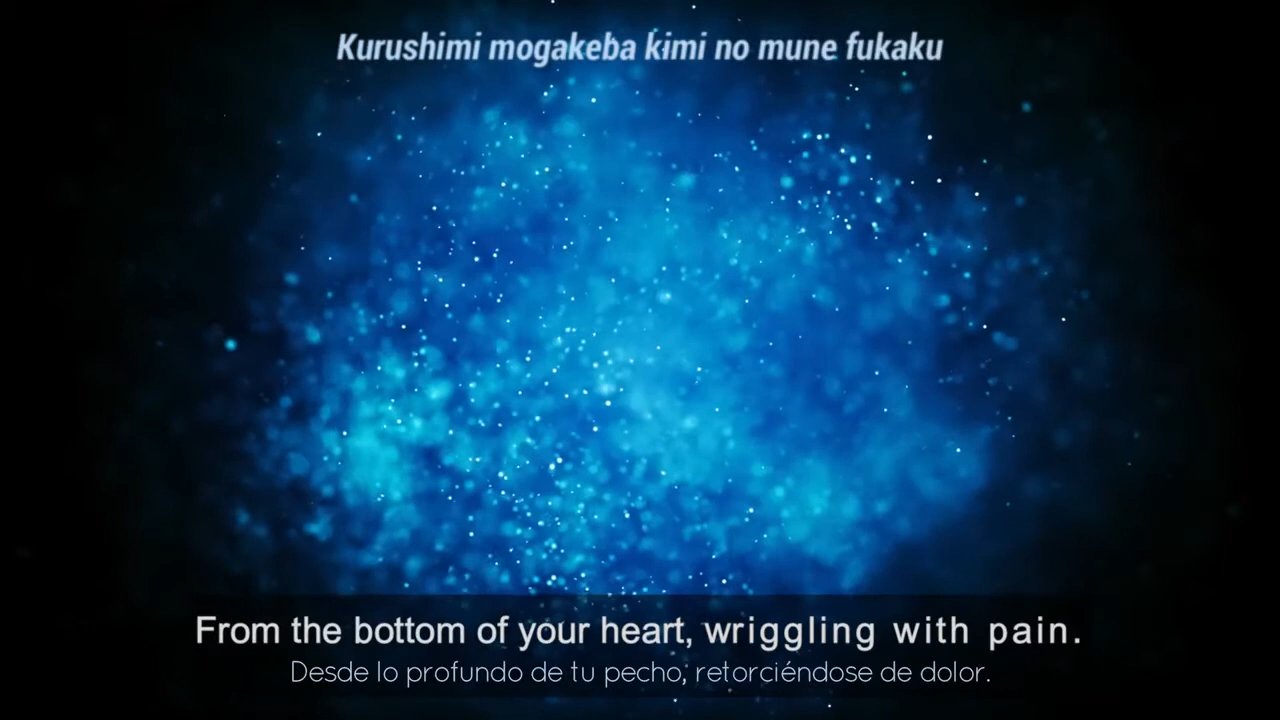 Kurushimi mogakeba kimi no mune fukaku
From the bottom of your heart, wriggling with pain.
Desde lo profundo de tu pecho, retorciéndose de dolor.